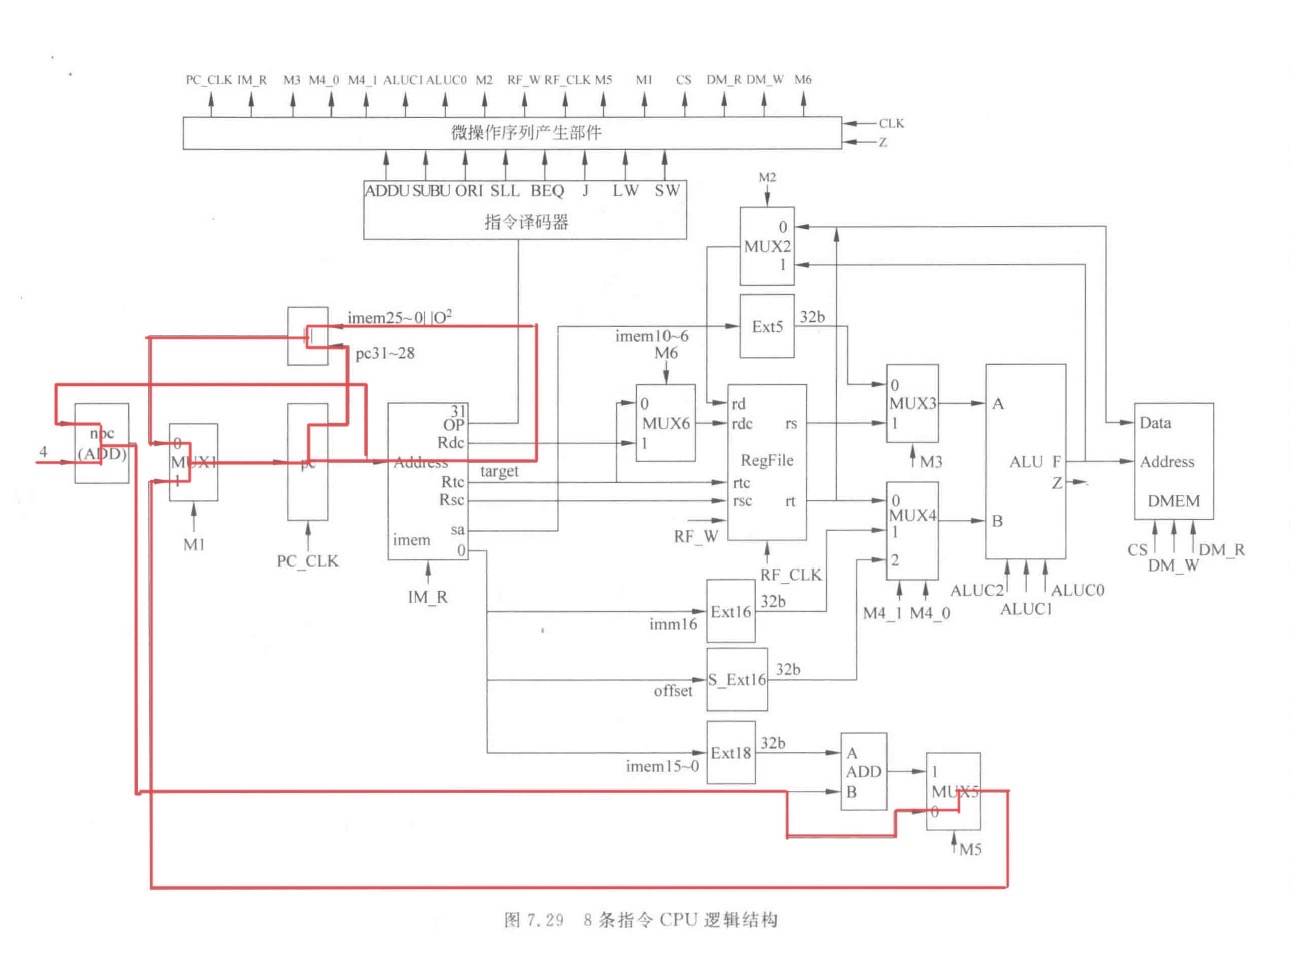 PC_CLK IM_R M3 M4_0 M4_1 ALUC1 ALUC0 M2 RF_W RF_CLK M5 M1 CS DM_R DM_W M6
微操作序列产生部件
CLK
Z
ADDU SUBU ORI SLL BEQ J LW SW
指令译码器
M2
0
MUX2
1
imem25~0||O²
pc31~28
imem10~6
Ext5
32b
M6
0
MUX6
1
rd
rdc
rs
RegFile
rtc
rsc
rt
RF_W
RF_CLK
0
MUX3
1
M3
0
MUX4
1
2
M4_1 M4_0
A
ALU F
Z
B
ALUC2
ALUC1
ALUC0
Data
Address
DMEM
CS
DM_W
DM_R
4
npc
(ADD)
0
MUX1
1
M1
pc
PC_CLK
31
OP
Rdc
Address
target
Rtc
Rsc
sa
imem
0
IM_R
Ext16
32b
imm16
S_Ext16
32b
offset
Ext18
32b
imem15~0
A
ADD
B
1
MUX5
0
M5
图 7.29 8 条指令 CPU 逻辑结构